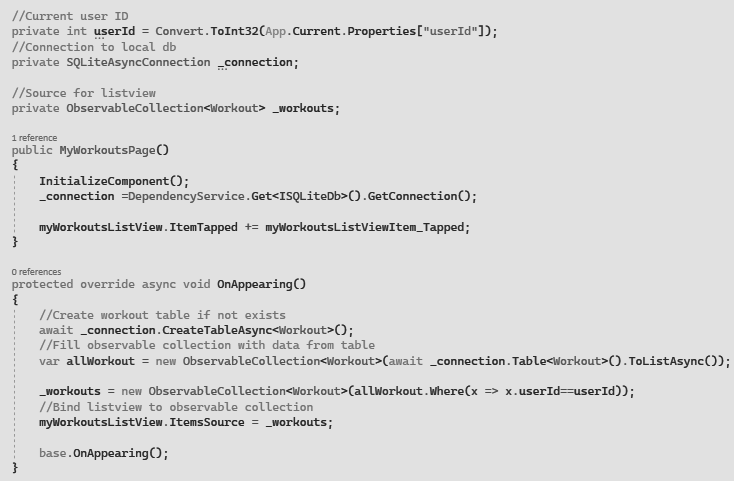 //Current user ID
private int userId = Convert.ToInt32(App.Current.Properties["userId"]);
//Connection to local db
private SQLiteAsyncConnection _connection;
//Source for listview
private ObservableCollection<Workout> _workouts;
1 reference
public MyWorkoutsPage()
{
InitializeComponent();
_connection =DependencyService.Get<ISQLiteDb>().GetConnection();
myWorkoutsListView.ItemTapped += myWorkoutsListViewItem_Tapped;
}
0 references
protected override async void OnAppearing()
{
//Create workout table if not exists
await _connection.CreateTableAsync<Workout>();
//Fill observable collection with data from table
var allWorkout = new ObservableCollection<Workout>(await _connection.Table<Workout>().ToListAsync());
_workouts = new ObservableCollection<Workout>(allWorkout.Where(x => x.userId==userId));
//Bind listview to observable collection
myWorkoutsListView.ItemsSource = _workouts;
base.OnAppearing();
}